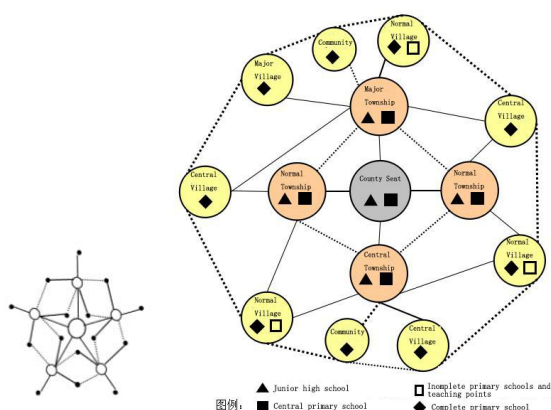 Normal
Village
Community
Major
Village
Major
Township
Central
Village
Central
Village
Normal
Township
County Seat
Normal
Township
Normal
Village
Central
Township
Normal
Village
Community
Central
Village
图例:
Junior high school
Inomplete primary schools and
teaching points
Central primary school
Complete primary school